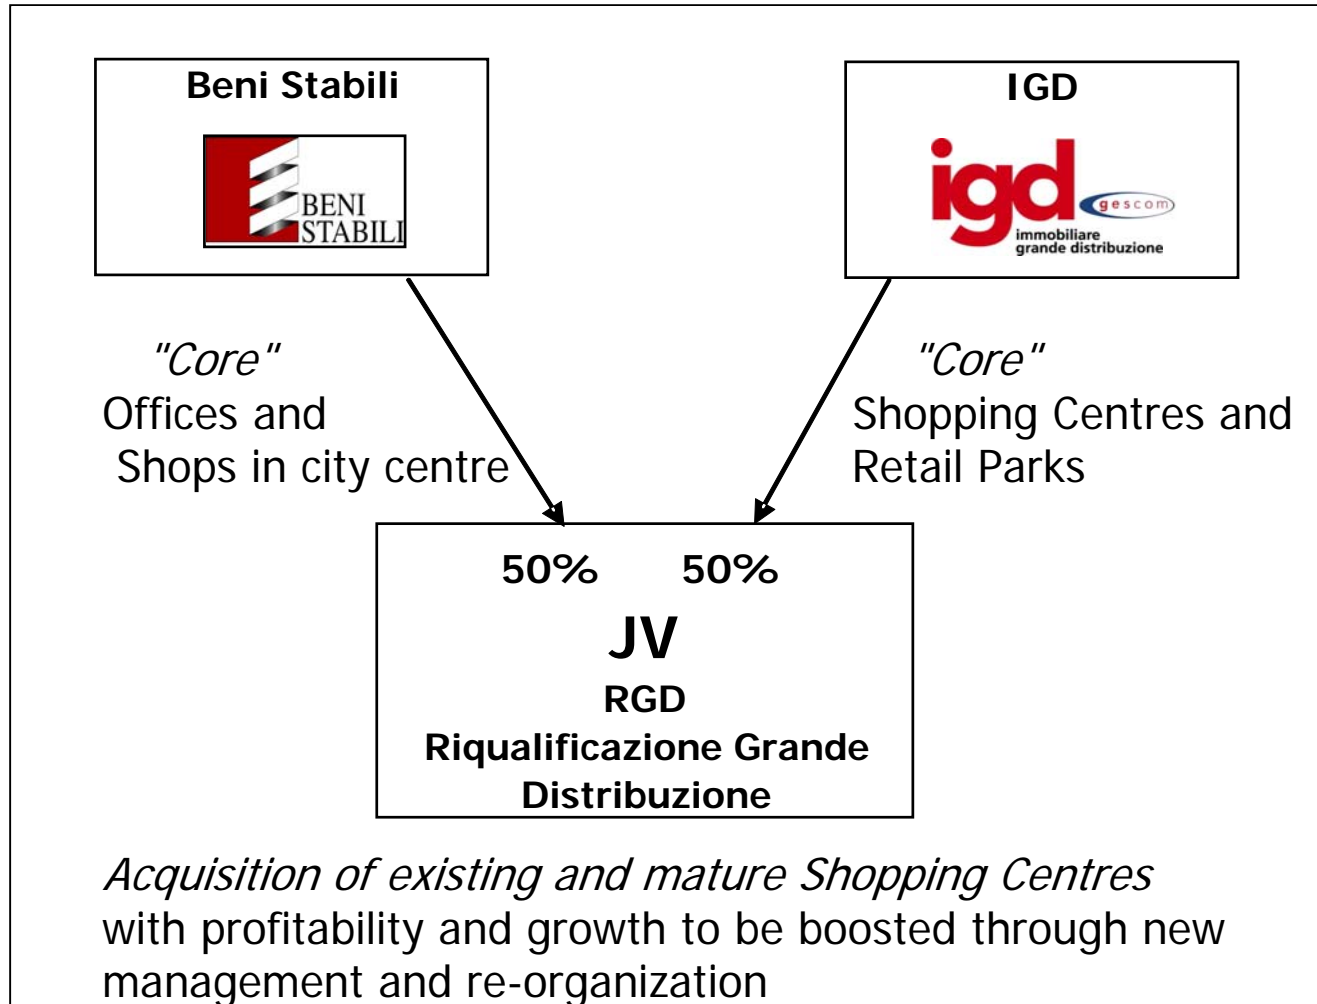 Beni Stabili
BENI
STABILI
IGD
igd
gescom
immobiliare
grande distribuzione
"Core"
Offices and
Shops in city centre
"Core"
Shopping Centres and
Retail Parks
50% 50%
JV
RGD
Riqualificazione Grande
Distribuzione
Acquisition of existing and mature Shopping Centres
with profitability and growth to be boosted through new
management and re-organization